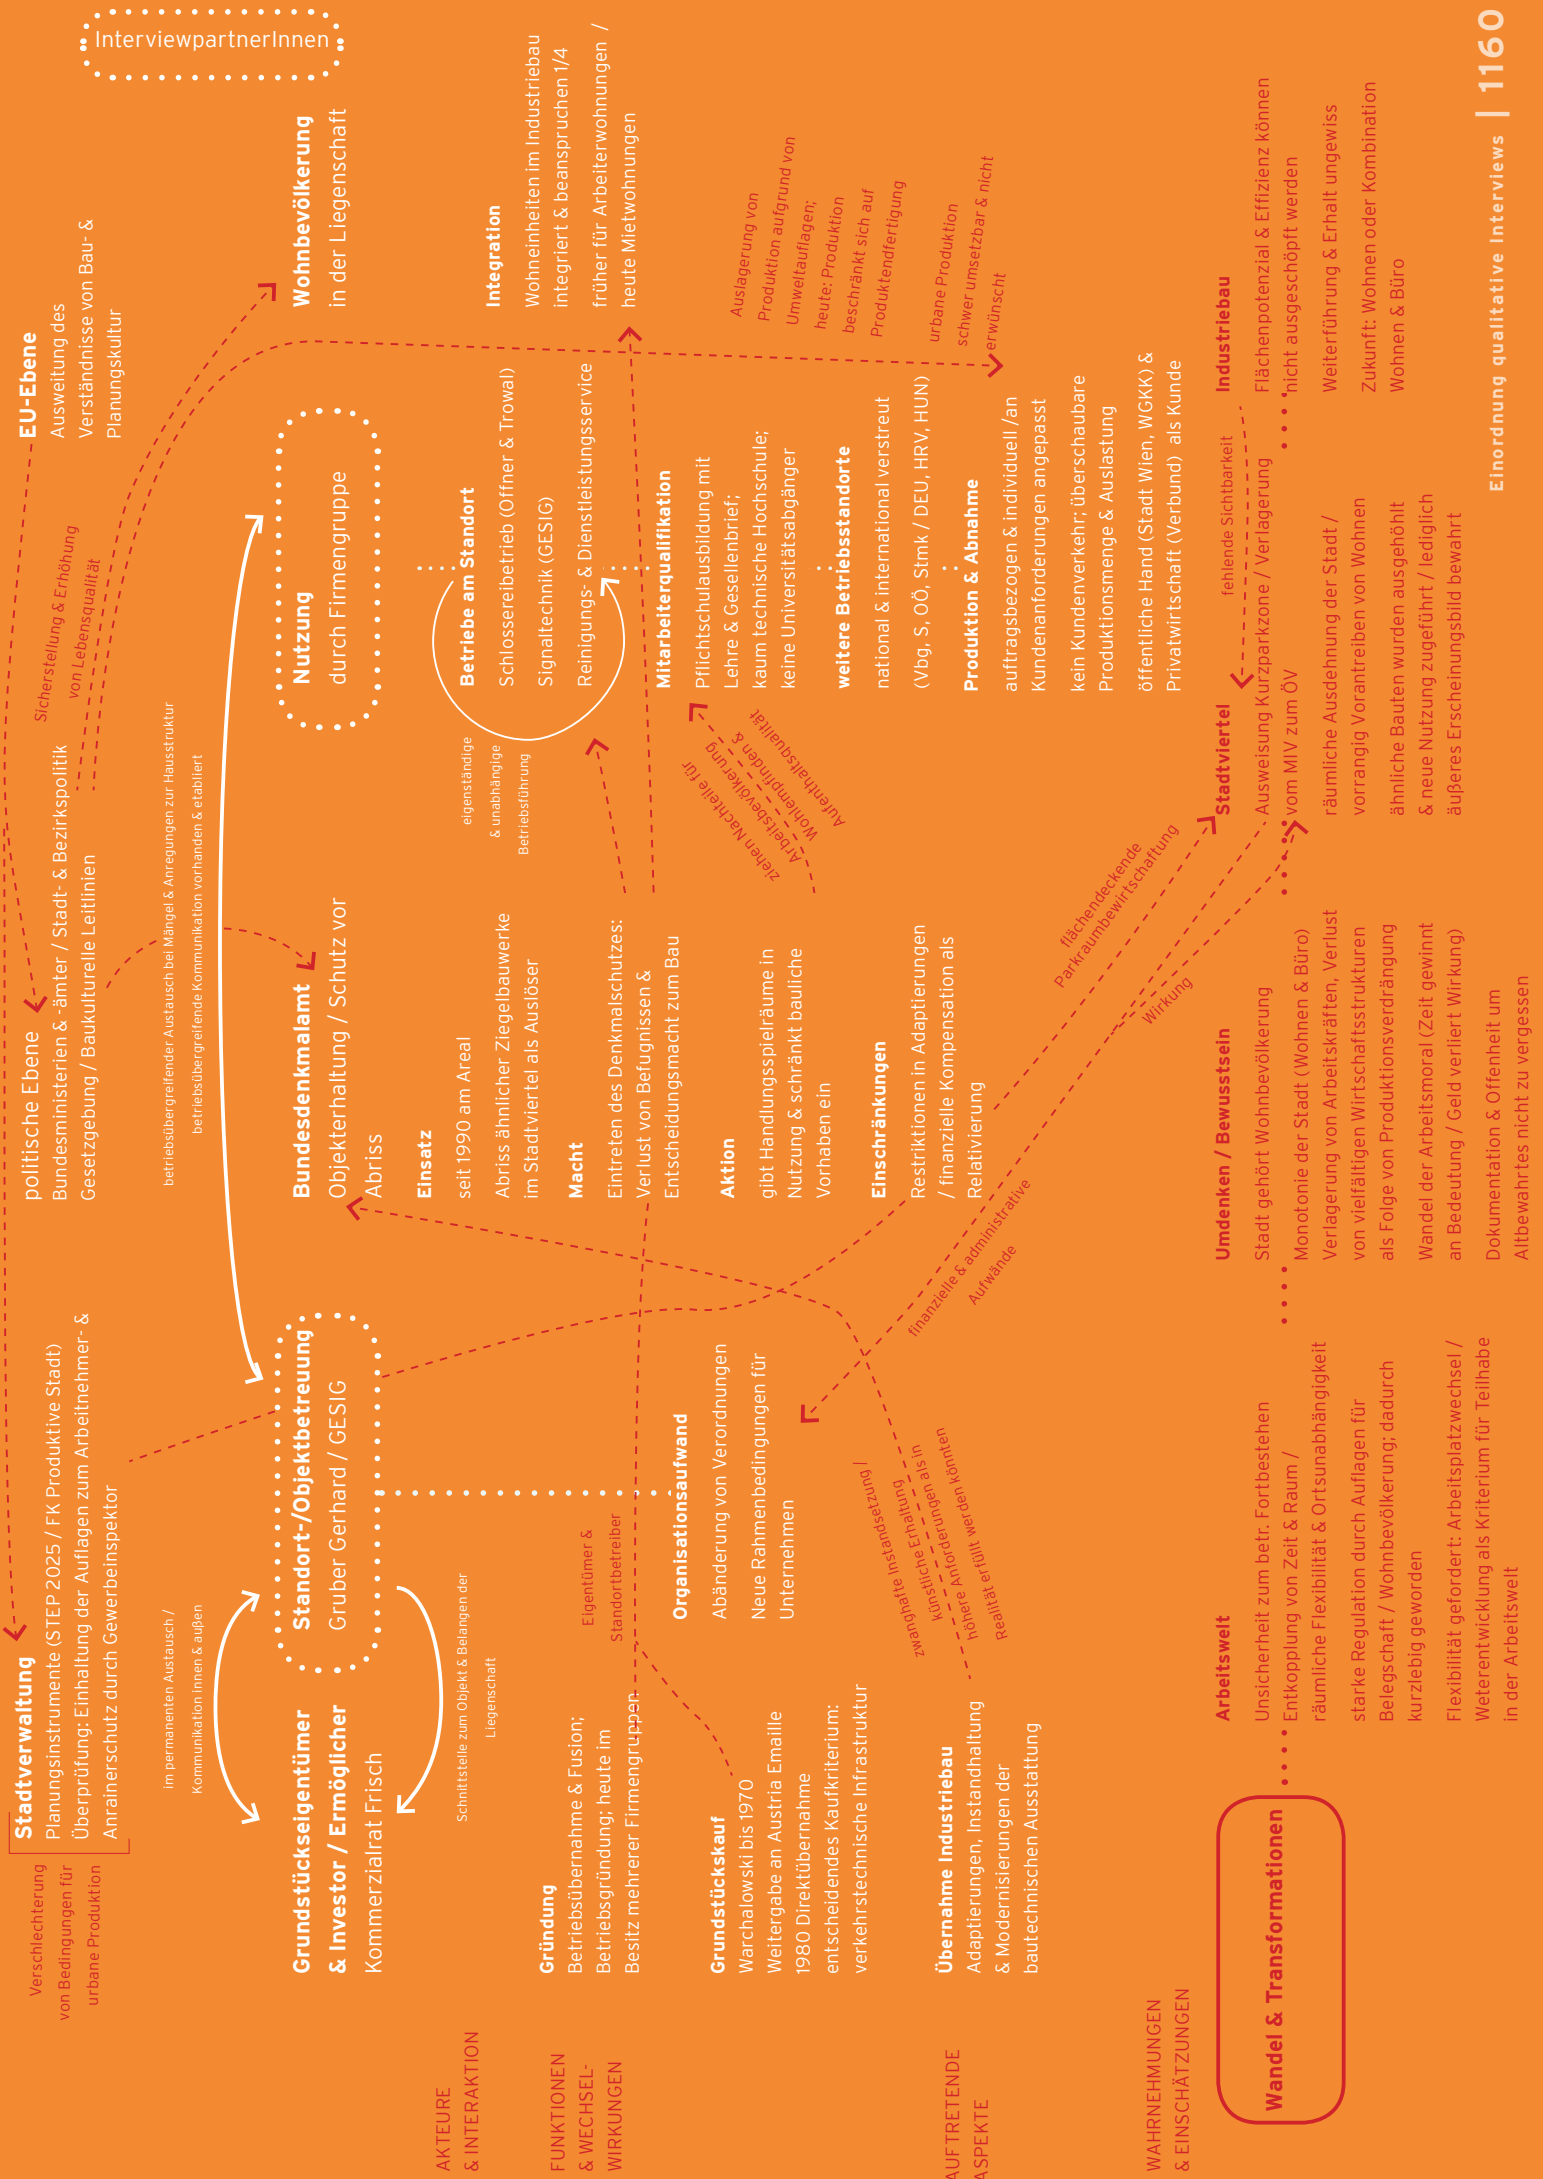 InterviewpartnerInnen
EU-Ebene
Ausweitung des
Verständnisses von Bau- &
Planungskultur
politische Ebene
Bundesministerien & -ämter / Stadt- & Bezirkspolitik
Gesetzgebung / Baukulturelle Leitlinien
Stadtverwaltung
Planungsinstrumente (STEP 2025 / FK Produktive Stadt)
Überprüfung: Einhaltung der Auflagen zum Arbeitnehmer- &
Anrainerschutz durch Gewerbeinspektor
Verschlechterung
von Bedingungen für
urbane Produktion
Sicherstellung & Erhöhung
von Lebensqualität
im permanenten Austausch /
Kommunikation innen & außen
betriebsübergreifender Austausch bei Mängel & Anregungen zur Hausstruktur
betriebsübergreifende Kommunikation vorhanden & etabliert
AKTEURE
& INTERAKTION
Grundstückseigentümer
& Investor / Ermöglicher
Kommerzialrat Frisch
Standort-/Objektbetreuung
Gruber Gerhard / GESIG
Bundesdenkmalamt
Objekterhaltung / Schutz vor
Abriss
Nutzung
durch Firmengruppe
Wohnbevölkerung
in der Liegenschaft
Schnittstelle zum Objekt & Belangen der
Liegenschaft
eigenständige
& unabhängige
Betriebsführung
FUNKTIONEN
& WECHSEL-
WIRKUNGEN
Gründung
Betriebsübernahme & Fusion;
Betriebsgründung; heute im
Besitz mehrerer Firmengruppen
Eigentümer &
Standortbetreiber
Grundstückskauf
Warchalowski bis 1970
Weitergabe an Austria Emaille
1980 Direktübernahme
entscheidendes Kaufkriterium:
verkehrstechnische Infrastruktur
Übernahme Industriebau
Adaptierungen, Instandhaltung
& Modernisierungen der
bautechnischen Ausstattung
Organisationsaufwand
Abänderung von Verordnungen
Neue Rahmenbedingungen für
Unternehmen
zwanghafte Instandsetzung /
künstliche Erhaltung
höhere Anforderungen als in
Realität erfüllt werden könnten
Einsatz
seit 1990 am Areal
Abriss ähnlicher Ziegelbauwerke
im Stadtviertel als Auslöser
Macht
Eintreten des Denkmalschutzes:
Verlust von Befugnissen &
Entscheidungsmacht zum Bau
Aktion
gibt Handlungsspielräume in
Nutzung & schränkt bauliche
Vorhaben ein
Einschränkungen
Restriktionen in Adaptierungen
/ finanzielle Kompensation als
Relativierung
ziehen Nachteile für
Arbeitsbevölkerung
Wohlempfinden &
Aufenthaltsqualität
Betriebe am Standort
Schlossereibetrieb (Offner & Trowal)
Signaltechnik (GESIG)
Reinigungs- & Dienstleistungsservice
Mitarbeiterqualifikation
Pflichtschulausbildung mit
Lehre & Gesellenbrief;
kaum technische Hochschule;
keine Universitätsabgänger
weitere Betriebsstandorte
national & international verstreut
(Vbg, S, OÖ, Stmk / DEU, HRV, HUN)
Produktion & Abnahme
auftragsbezogen & individuell /an
Kundenanforderungen angepasst
kein Kundenverkehr; überschaubare
Produktionsmenge & Auslastung
öffentliche Hand (Stadt Wien, WGKK) &
Privatwirtschaft (Verbund) als Kunde
Integration
Wohneinheiten im Industriebau
integriert & beanspruchen 1/4
früher für Arbeiterwohnungen /
heute Mietwohnungen
Auslagerung von
Produktion aufgrund von
Umweltauflagen;
heute: Produktion
beschränkt sich auf
Produktendfertigung
urbane Produktion
schwer umsetzbar & nicht
erwünscht
AUFTRETENDE
ASPEKTE
finanzielle & administrative
Aufwände
flächendeckende
Parkraumbewirtschaftung
Wirkung
fehlende Sichtbarkeit
WAHRNEHMUNGEN
& EINSCHÄTZUNGEN
Wandel & Transformationen
Arbeitswelt
Unsicherheit zum betr. Fortbestehen
Entkopplung von Zeit & Raum /
räumliche Flexibilität & Ortsunabhängigkeit
starke Regulation durch Auflagen für
Belegschaft / Wohnbevölkerung; dadurch
kurzlebig geworden
Flexibilität gefordert: Arbeitsplatzwechsel /
Weterentwicklung als Kriterium für Teilhabe
in der Arbeitswelt
Umdenken / Bewusstsein
Stadt gehört Wohnbevölkerung
Monotonie der Stadt (Wohnen & Büro)
Verlagerung von Arbeitskräften, Verlust
von vielfältigen Wirtschaftsstrukturen
als Folge von Produktionsverdrängung
Wandel der Arbeitsmoral (Zeit gewinnt
an Bedeutung / Geld verliert Wirkung)
Dokumentation & Offenheit um
Altbewahrtes nicht zu vergessen
Stadtviertel
Ausweisung Kurzparkzone / Verlagerung
vom MIV zum ÖV
räumliche Ausdehnung der Stadt /
vorrangig Vorantreiben von Wohnen
ähnliche Bauten wurden ausgehöhlt
& neue Nutzung zugeführt / lediglich
äußeres Erscheinungsbild bewahrt
Industriebau
Flächenpotenzial & Effizienz können
nicht ausgeschöpft werden
Weiterführung & Erhalt ungewiss
Zukunft: Wohnen oder Kombination
Wohnen & Büro
Einordnung qualitative Interviews | 1160